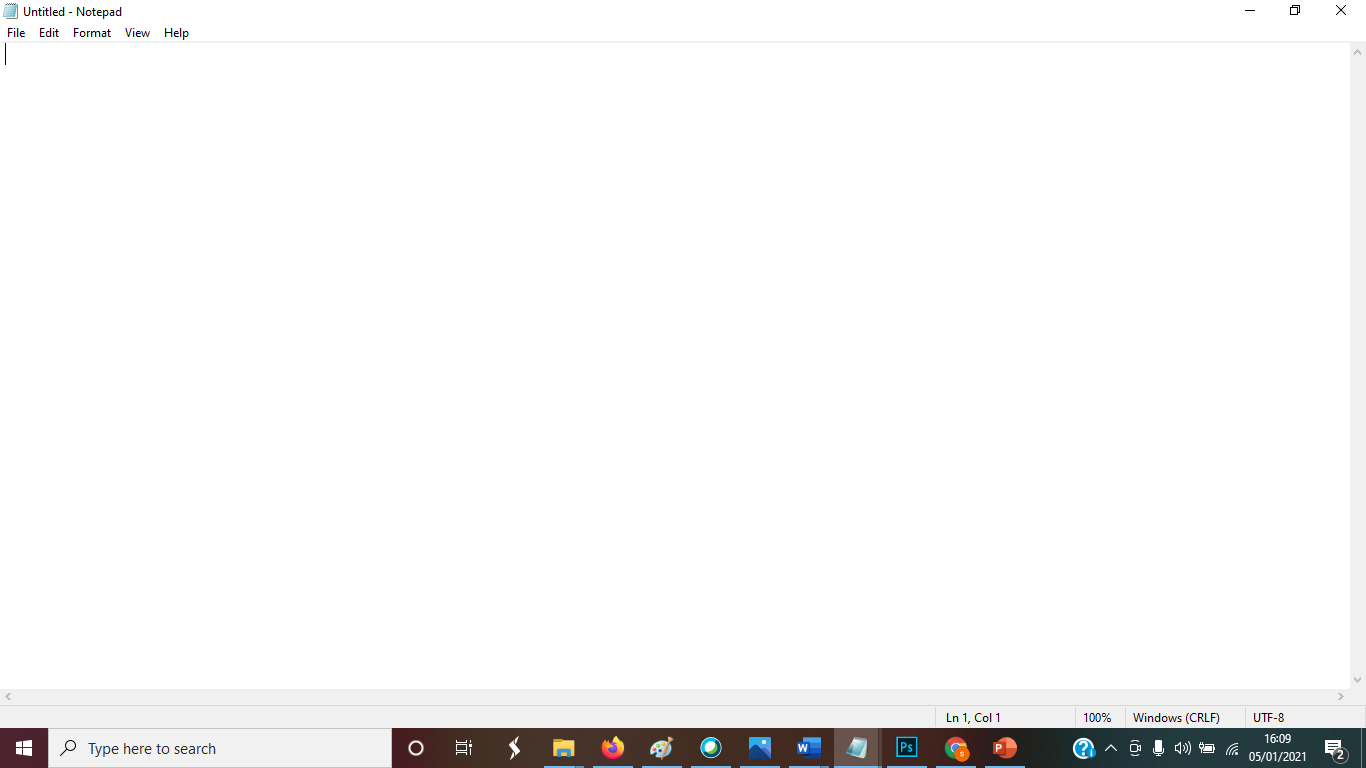 Untitled - Notepad
File Edit Format View Help
Ln 1, Col 1 100% Windows (CRLF) UTF-8
Type here to search
W
Ps
S
P
?
16:09
05/01/2021
2